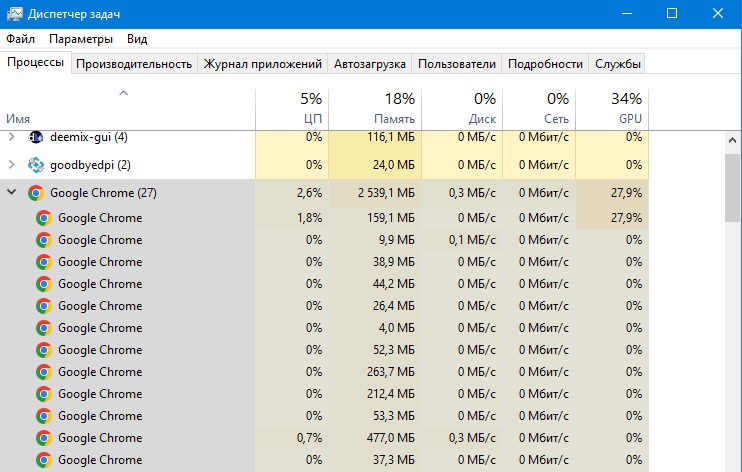 Диспетчер задач
Файл Параметры Вид
Процессы Производительность Журнал приложений Автозагрузка Пользователи Подробности Службы
5% 18% 0% 0% 34%
Имя ЦП Память Диск Сеть GPU
deemix-gui (4) 0% 116,1 МБ 0 МБ/с 0 Мбит/с 0%
goodbyedpi (2) 0% 24,0 МБ 0 МБ/с 0 Мбит/с 0%
Google Chrome (27) 2,6% 2 539,1 МБ 0,3 МБ/с 0 Мбит/с 27,9%
Google Chrome 1,8% 159,1 МБ 0 МБ/с 0 Мбит/с 27,9%
Google Chrome 0% 9,9 МБ 0,1 МБ/с 0 Мбит/с 0%
Google Chrome 0% 38,9 МБ 0 МБ/с 0 Мбит/с 0%
Google Chrome 0% 44,2 МБ 0 МБ/с 0 Мбит/с 0%
Google Chrome 0% 26,4 МБ 0 МБ/с 0 Мбит/с 0%
Google Chrome 0% 4,0 МБ 0 МБ/с 0 Мбит/с 0%
Google Chrome 0% 52,3 МБ 0 МБ/с 0 Мбит/с 0%
Google Chrome 0% 263,7 МБ 0 МБ/с 0 Мбит/с 0%
Google Chrome 0% 212,4 МБ 0 МБ/с 0 Мбит/с 0%
Google Chrome 0% 53,3 МБ 0 МБ/с 0 Мбит/с 0%
Google Chrome 0,7% 477,0 МБ 0,3 МБ/с 0 Мбит/с 0%
Google Chrome 0% 37,3 МБ 0 МБ/с 0 Мбит/с 0%